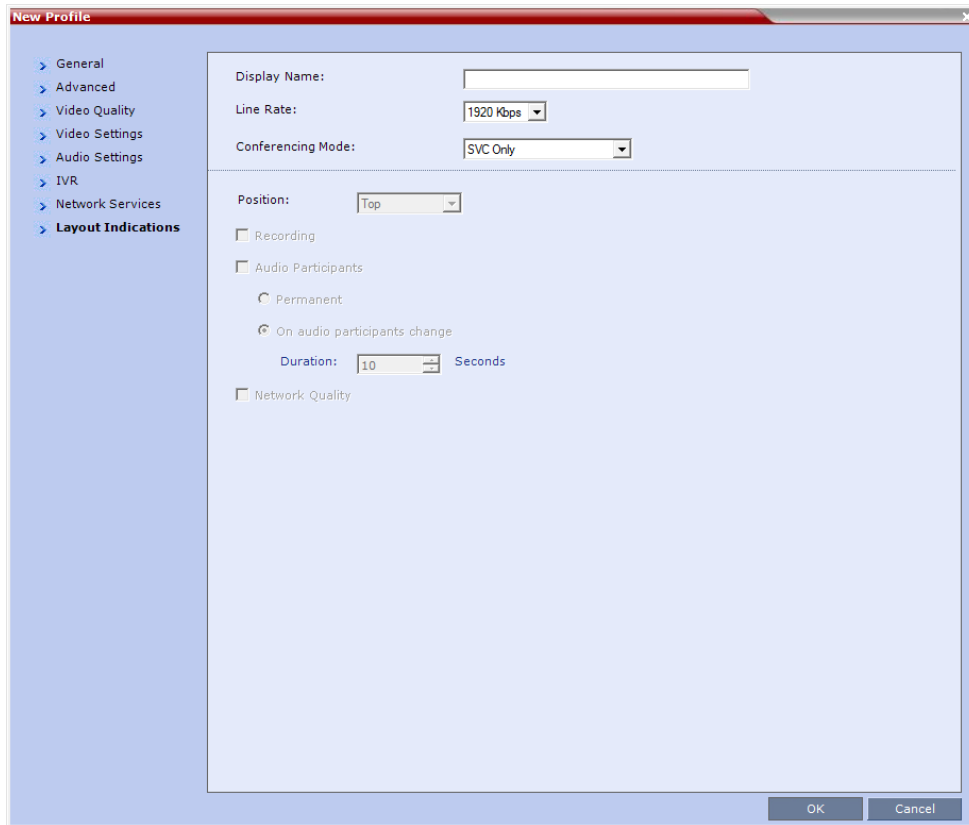 New Profile
General
Advanced
Video Quality
Video Settings
Audio Settings
IVR
Network Services
Layout Indications
Display Name:
Line Rate: 1920 Kbps
Conferencing Mode: SVC Only
Position: Top
Recording
Audio Participants
Permanent
On audio participants change
Duration: 10 Seconds
Network Quality
OK Cancel